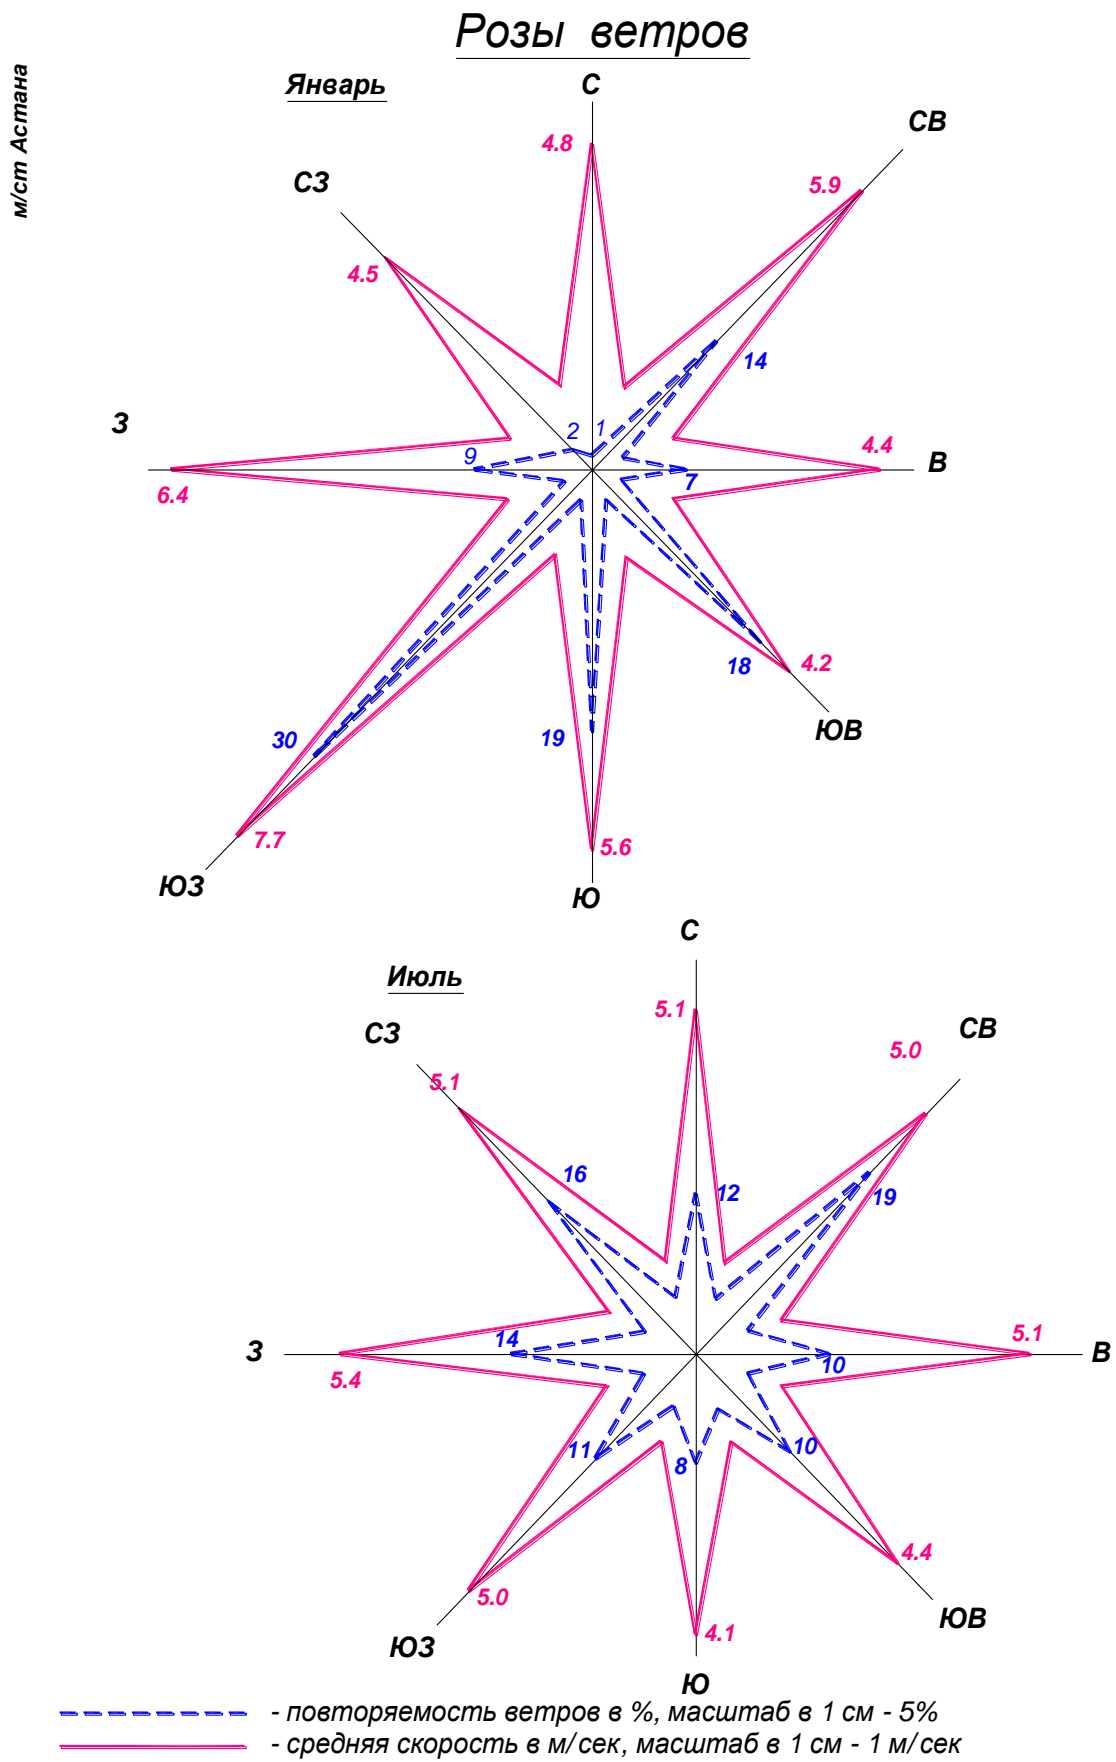 Розы ветров
м/ст Астана
Январь
С
СВ
4.8
5.9
СЗ
4.5
14
2
1
З
9
4.4
В
6.4
7
18
4.2
ЮВ
30
19
7.7
5.6
ЮЗ
Ю
С
Июль
5.1
СВ
СЗ
5.0
5.1
16
12
19
З
14
5.1
В
5.4
10
11
8
10
5.0
4.4
ЮВ
4.1
ЮЗ
Ю
- повторяемость ветров в %, масштаб в 1 см - 5%
- средняя скорость в м/сек, масштаб в 1 см - 1 м/сек